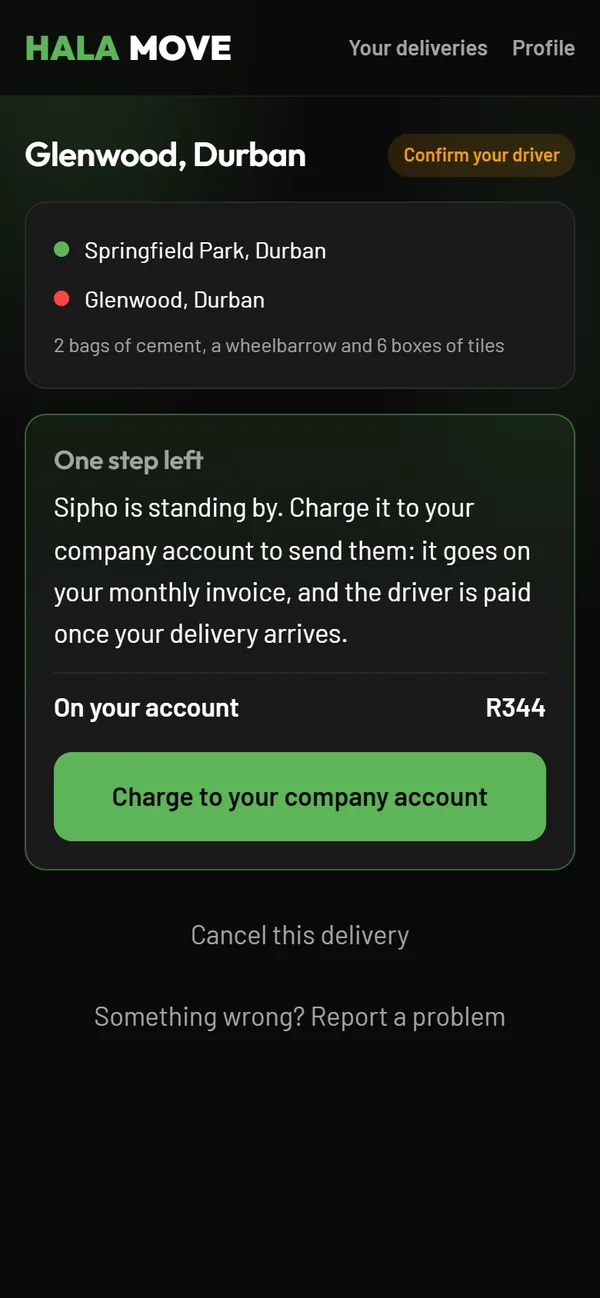 HALA MOVE
Your deliveries
Profile
Glenwood, Durban
Confirm your driver
Springfield Park, Durban
Glenwood, Durban
2 bags of cement, a wheelbarrow and 6 boxes of tiles
One step left
Sipho is standing by. Charge it to your
company account to send them: it goes on
your monthly invoice, and the driver is paid
once your delivery arrives.
On your account
R344
Charge to your company account
Cancel this delivery
Something wrong? Report a problem